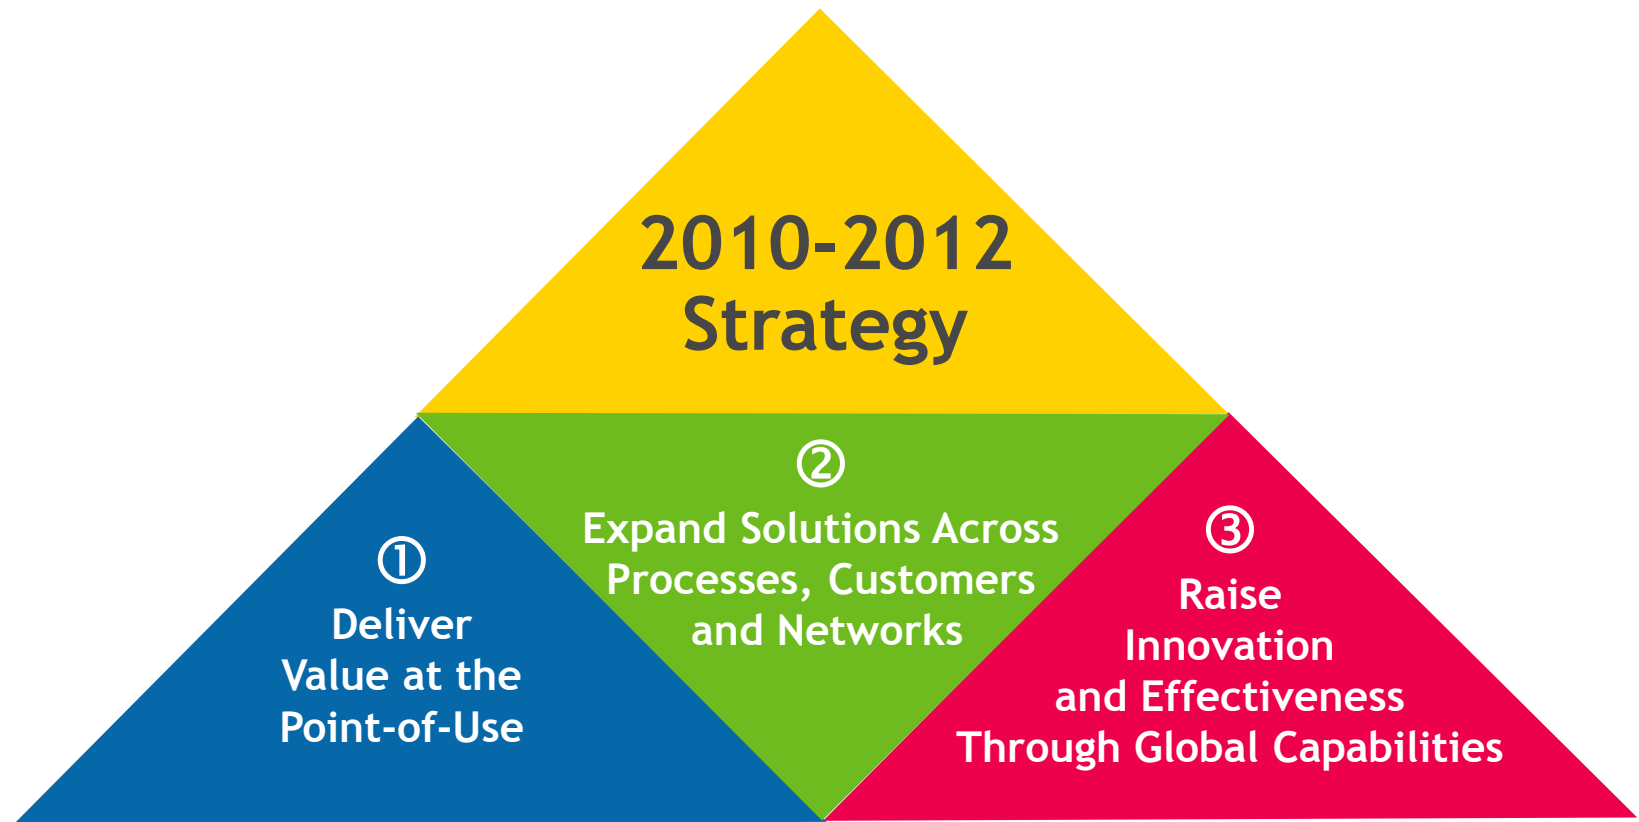 2010-2012
Strategy
①
Deliver
Value at the
Point-of-Use
②
Expand Solutions Across
Processes, Customers
and Networks
③
Raise
Innovation
and Effectiveness
Through Global Capabilities